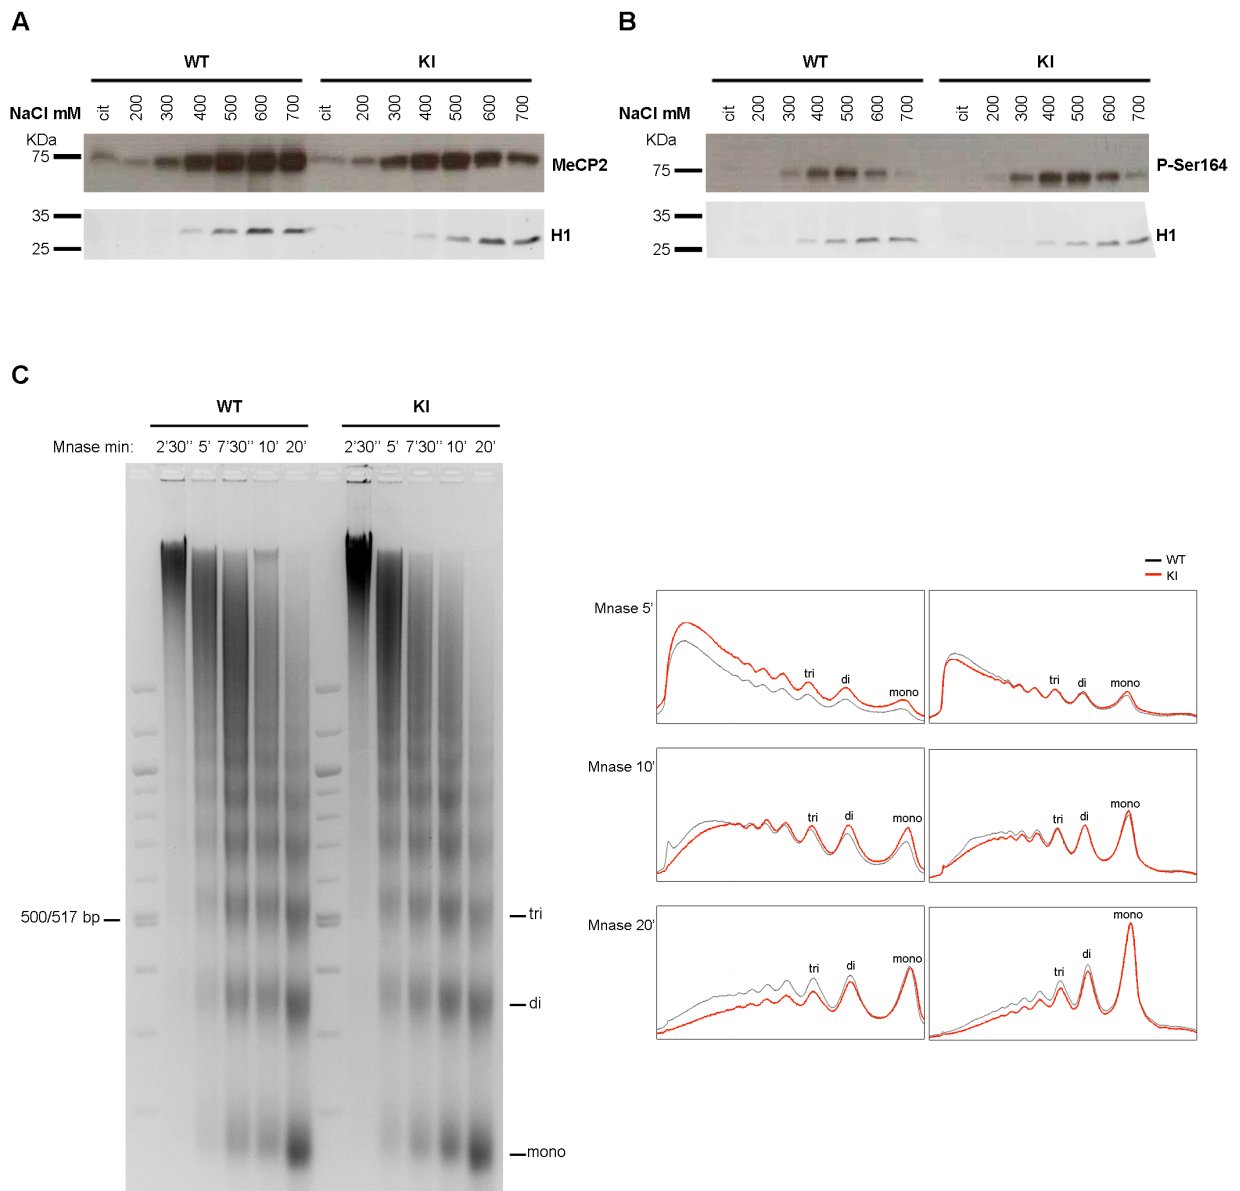 A
WT KI
NaCl mM cit 200 300 400 500 600 700 cit 200 300 400 500 600 700
KDa
75 MeCP2
35
25 H1
B
WT KI
NaCl mM cit 200 300 400 500 600 700 cit 200 300 400 500 600 700
KDa
75 P-Ser164
35
25 H1
C
WT KI
Mnase min: 2'30'' 5' 7'30'' 10' 20' 2'30'' 5' 7'30'' 10' 20'
500/517 bp tri
di
mono
WT
KI
Mnase 5'
tri di mono tri di mono
Mnase 10'
tri di mono tri di mono
Mnase 20'
tri di mono tri di mono